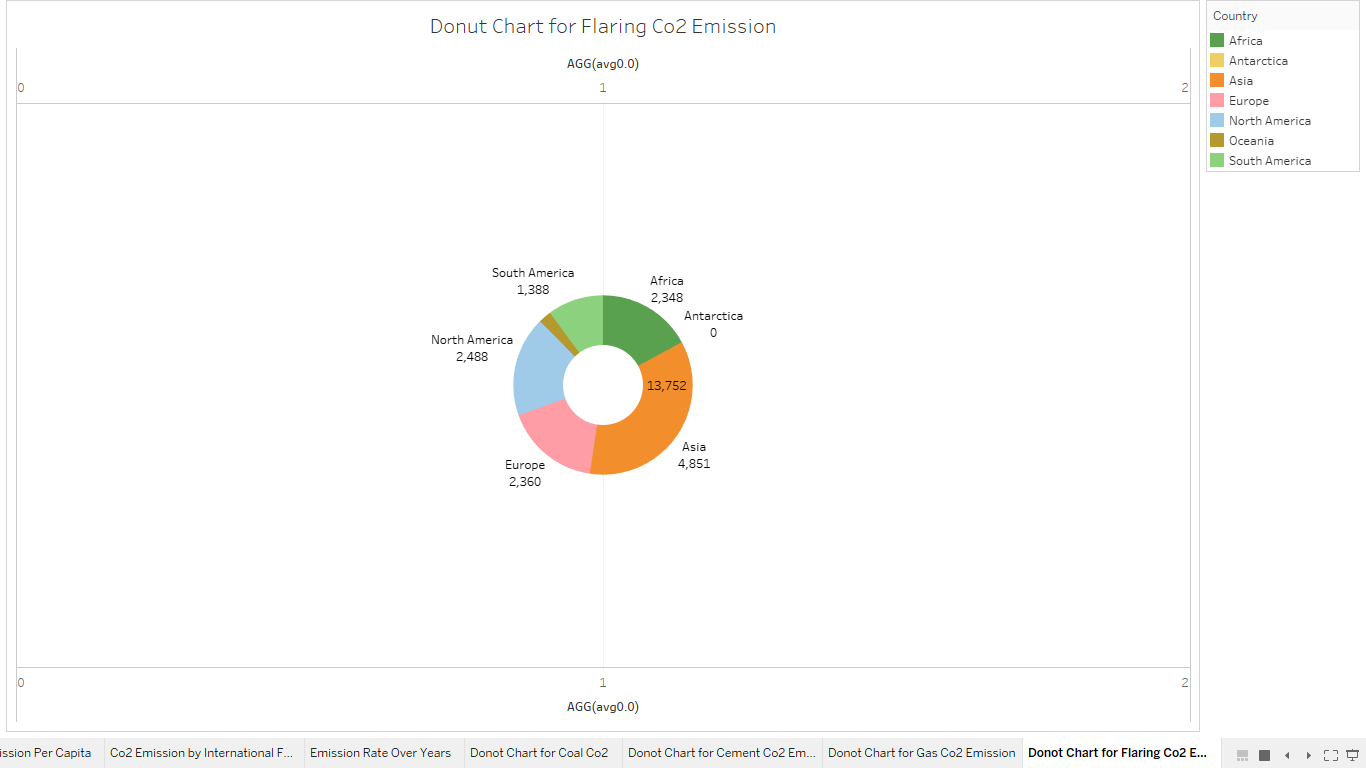 Donut Chart for Flaring Co2 Emission
Country
Africa
Antarctica
Asia
Europe
North America
Oceania
South America
AGG(avg0.0)
0 1 2
South America
1,388
Africa
2,348
Antarctica
0
North America
2,488
13,752
Asia
4,851
Europe
2,360
0 1 2
AGG(avg0.0)
ission Per Capita Co2 Emission by International F... Emission Rate Over Years Donot Chart for Coal Co2 Donot Chart for Cement Co2 Em... Donot Chart for Gas Co2 Emission Donot Chart for Flaring Co2 E...